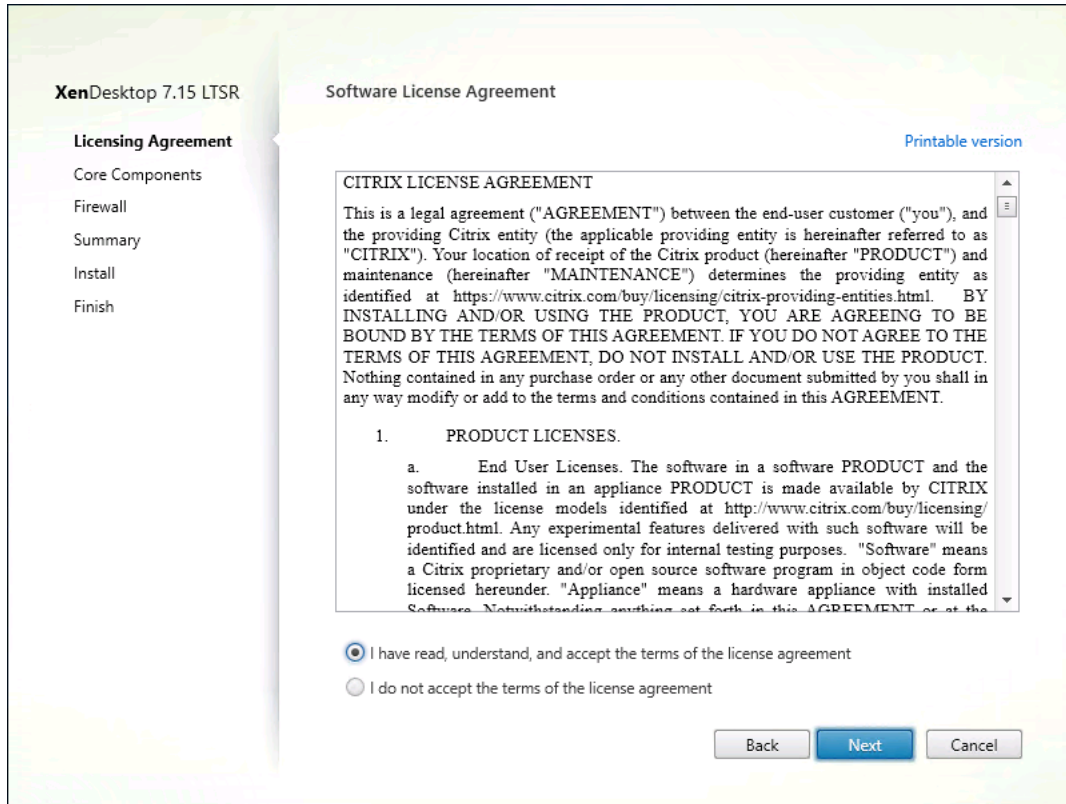 XenDesktop 7.15 LTSR
Licensing Agreement
Core Components
Firewall
Summary
Install
Finish
Software License Agreement
Printable version
CITRIX LICENSE AGREEMENT
This is a legal agreement ("AGREEMENT") between the end-user customer ("you"), and
the providing Citrix entity (the applicable providing entity is hereinafter referred to as
"CITRIX"). Your location of receipt of the Citrix product (hereinafter "PRODUCT") and
maintenance (hereinafter "MAINTENANCE") determines the providing entity as
identified at https://www.citrix.com/buy/licensing/citrix-providing-entities.html. BY
INSTALLING AND/OR USING THE PRODUCT, YOU ARE AGREEING TO BE
BOUND BY THE TERMS OF THIS AGREEMENT. IF YOU DO NOT AGREE TO THE
TERMS OF THIS AGREEMENT, DO NOT INSTALL AND/OR USE THE PRODUCT.
Nothing contained in any purchase order or any other document submitted by you shall in
any way modify or add to the terms and conditions contained in this AGREEMENT.
1. PRODUCT LICENSES.
a. End User Licenses. The software in a software PRODUCT and the
software installed in an appliance PRODUCT is made available by CITRIX
under the license models identified at http://www.citrix.com/buy/licensing/
product.html. Any experimental features delivered with such software will be
identified and are licensed only for internal testing purposes. "Software" means
a Citrix proprietary and/or open source software program in object code form
licensed hereunder. "Appliance" means a hardware appliance with installed
Software. Notwithstanding anything set forth in this AGREEMENT or at the
I have read, understand, and accept the terms of the license agreement
I do not accept the terms of the license agreement
Back
Next
Cancel